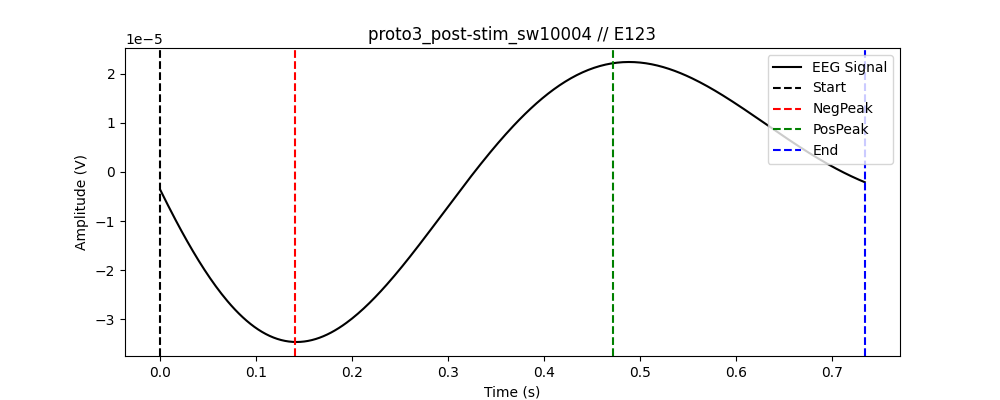 proto3_post-stim_sw10004 // E123
1e−5
2
1
0
−1
−2
−3
Amplitude (V)
0.0 0.1 0.2 0.3 0.4 0.5 0.6 0.7
Time (s)
EEG Signal
Start
NegPeak
PosPeak
End